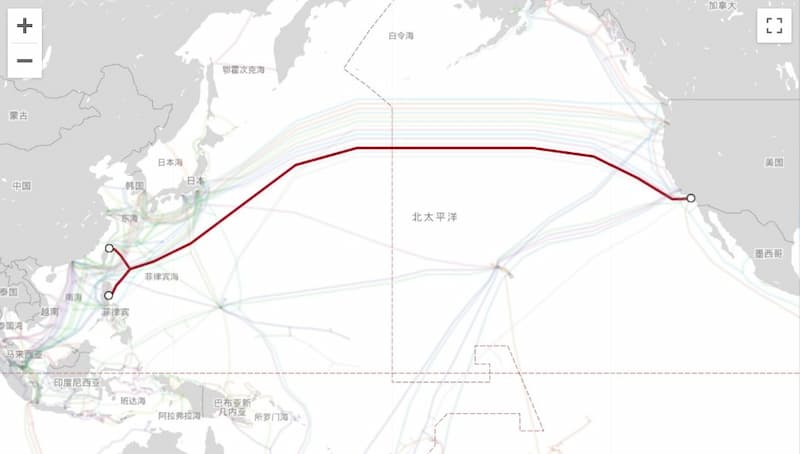 +
−
加拿大
白令海
鄂霍次克海
蒙古
日本海
美国
中国
韩国
日本
东海
北太平洋
墨西哥
菲律宾海
泰国
南海
越南
菲律宾
泰国湾
马来西亚
印度尼西亚
班达海
阿拉弗拉海
巴布亚新
几内亚
所罗门海